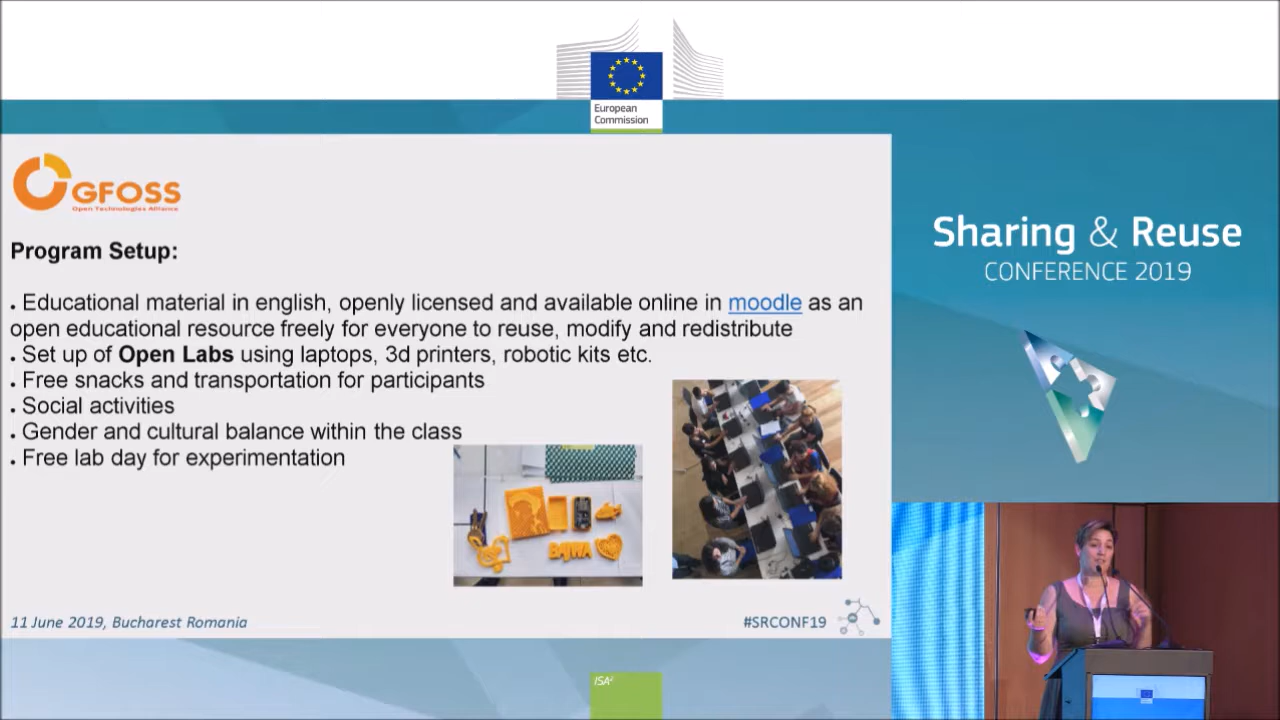 European
Commission
GFOSS
Open Technologies Alliance
Program Setup:
• Educational material in english, openly licensed and available online in moodle as an
open educational resource freely for everyone to reuse, modify and redistribute
• Set up of Open Labs using laptops, 3d printers, robotic kits etc.
• Free snacks and transportation for participants
• Social activities
• Gender and cultural balance within the class
• Free lab day for experimentation
BAJWA
11 June 2019, Bucharest Romania
#SRCONF19
Sharing & Reuse
CONFERENCE 2019
ISA²